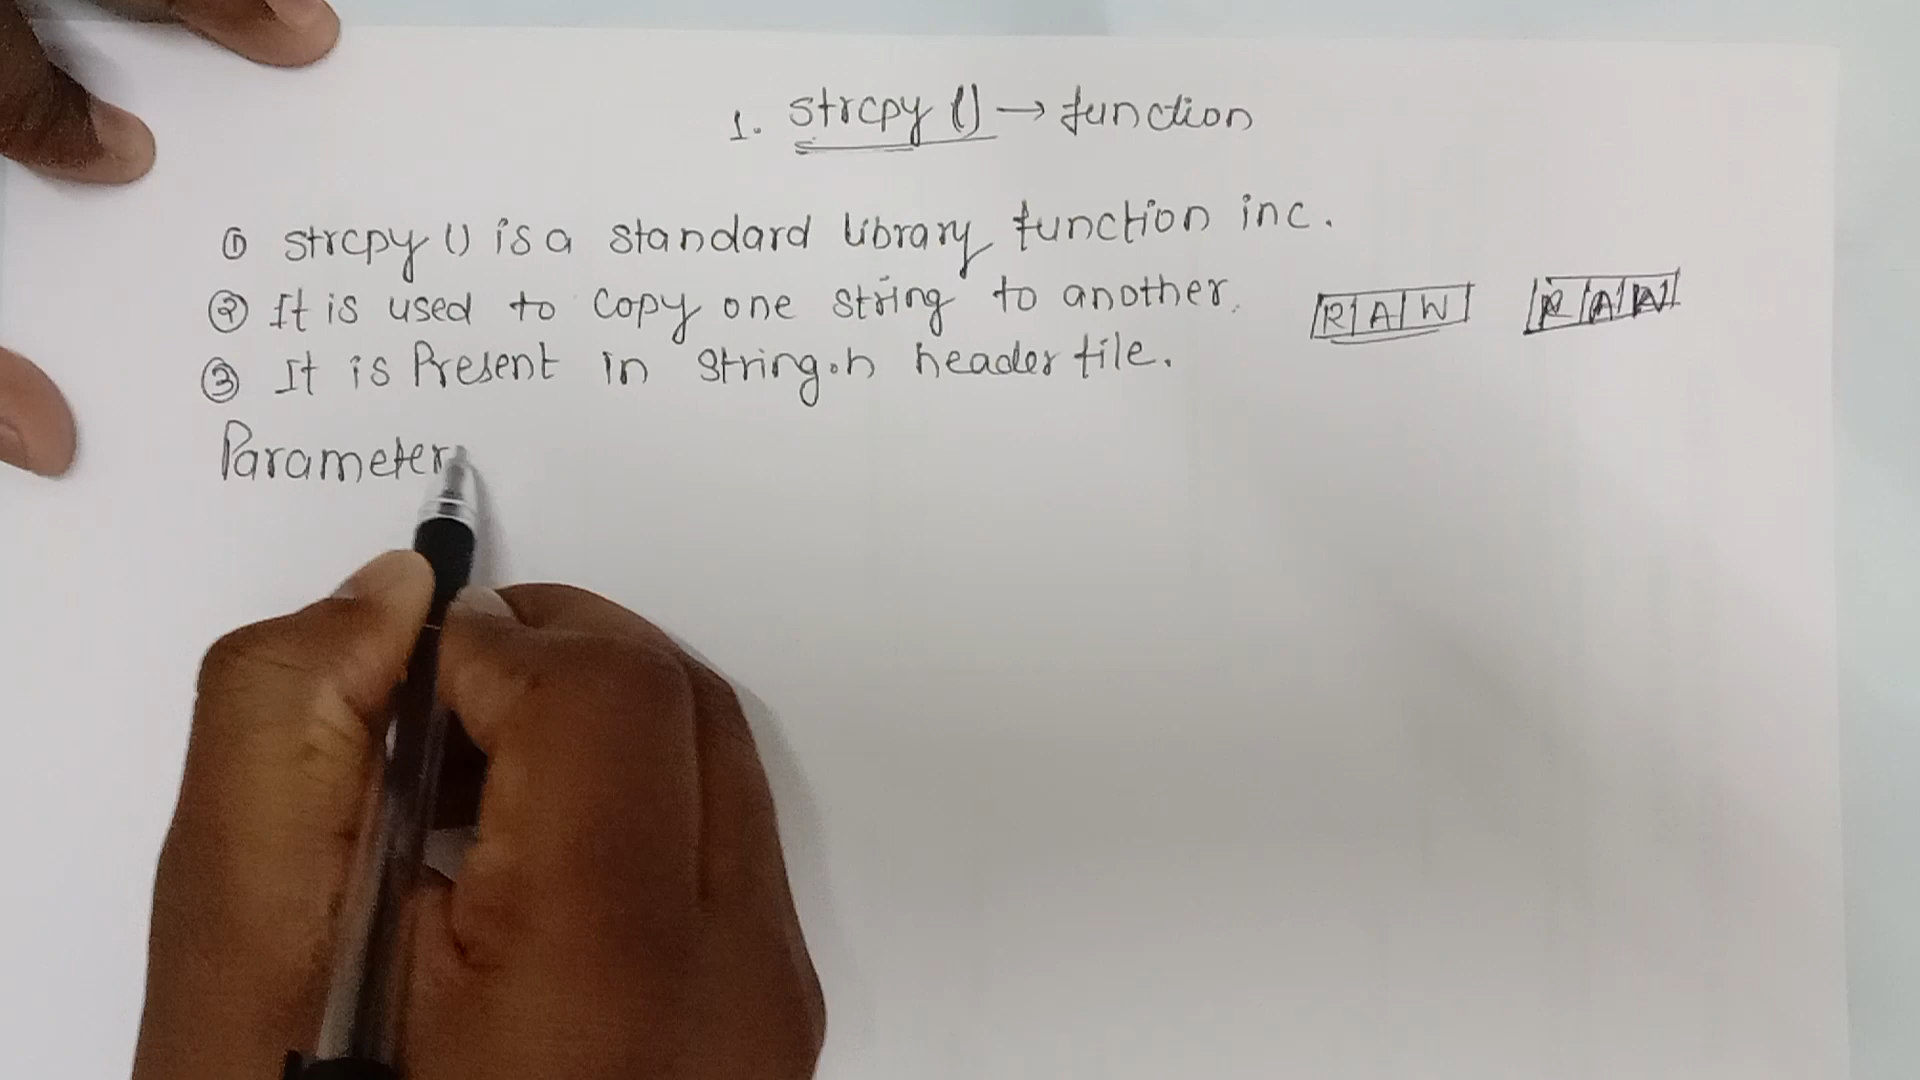 1. strcpy () → function
① strcpy () is a standard library function in c.
② It is used to copy one string to another. R A W R A W
③ It is Present in string.h header file.
Parameter